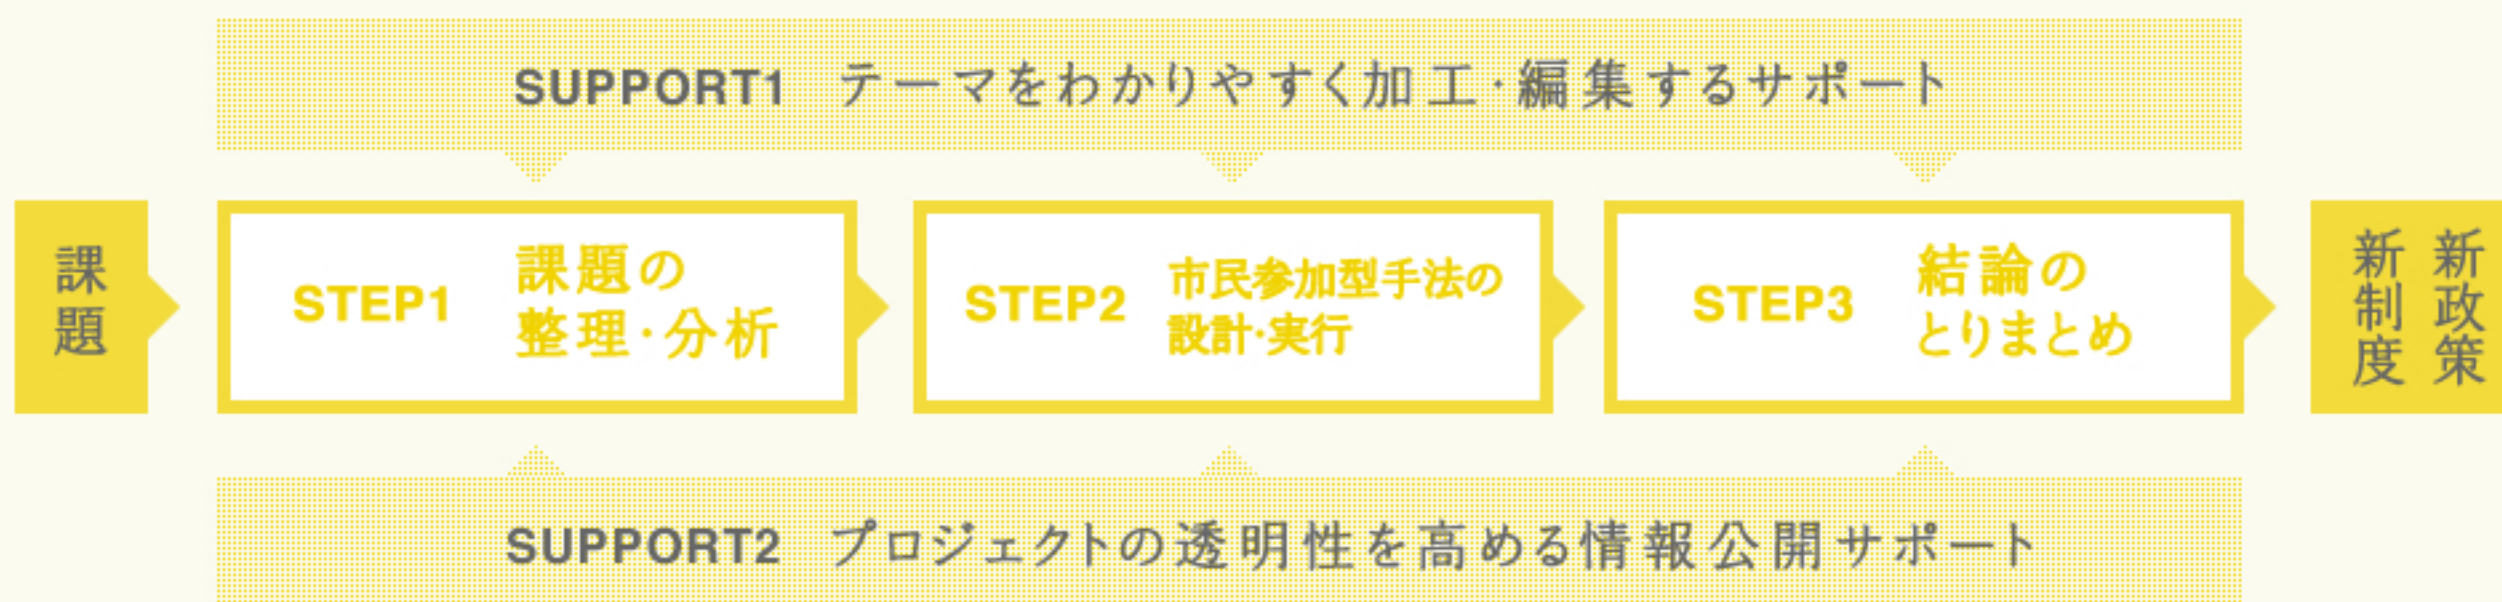 SUPPORT1 テーマをわかりやすく加工・編集するサポート
課題
STEP1
課題の
整理・分析
STEP2
市民参加型手法の
設計・実行
STEP3
結論の
とりまとめ
新政策
新制度
SUPPORT2 プロジェクトの透明性を高める情報公開サポート